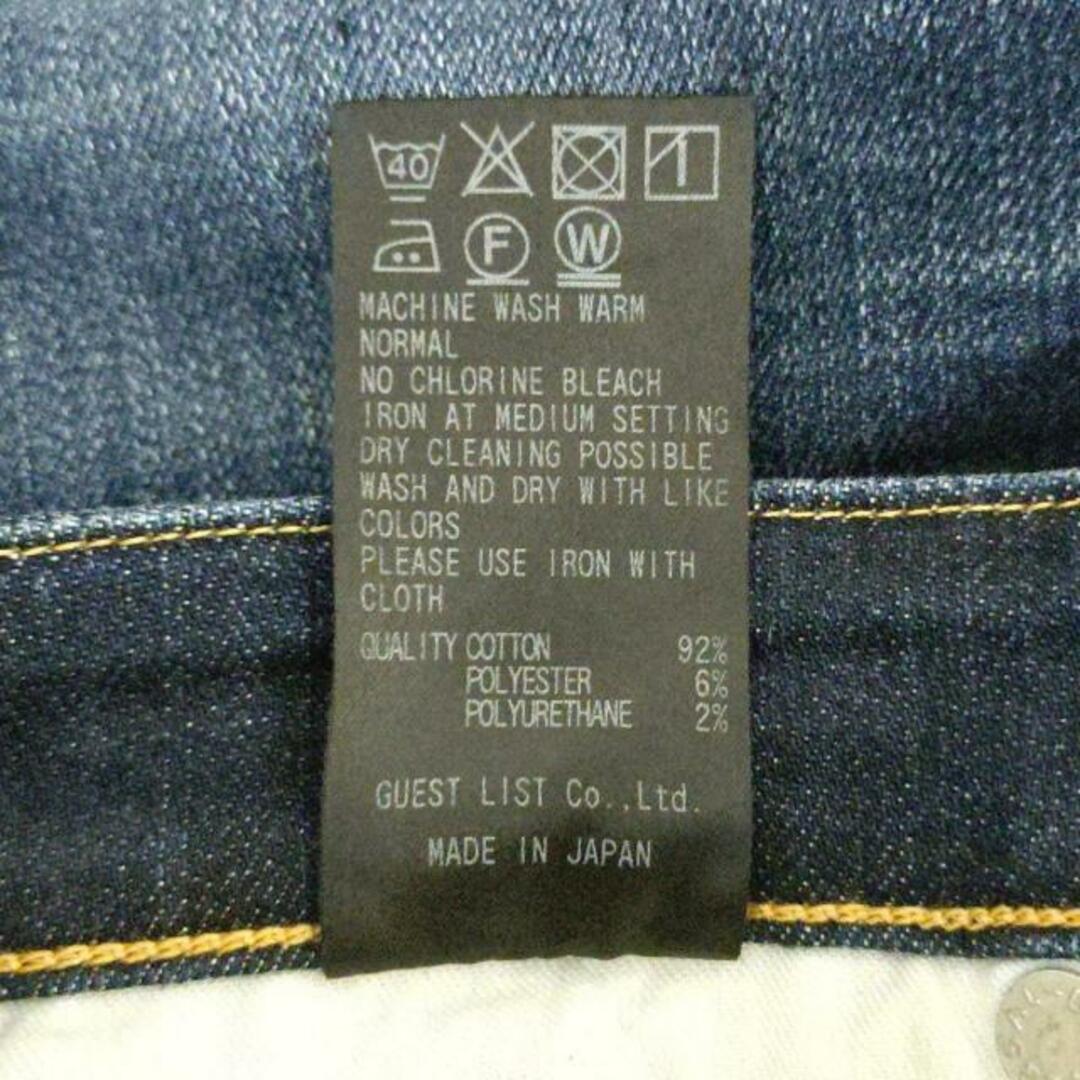 40
F W
MACHINE WASH WARM
NORMAL
NO CHLORINE BLEACH
IRON AT MEDIUM SETTING
DRY CLEANING POSSIBLE
WASH AND DRY WITH LIKE
COLORS
PLEASE USE IRON WITH
CLOTH
QUALITY COTTON 92%
POLYESTER 6%
POLYURETHANE 2%
GUEST LIST Co.,Ltd.
MADE IN JAPAN